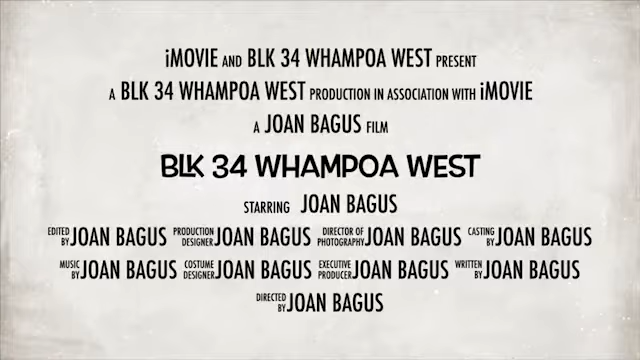 iMOVIE AND BLK 34 WHAMPOA WEST PRESENT
A BLK 34 WHAMPOA WEST PRODUCTION IN ASSOCIATION WITH iMOVIE
A JOAN BAGUS FILM
BLK 34 WHAMPOA WEST
STARRING JOAN BAGUS
EDITED BY JOAN BAGUS PRODUCTION DESIGNER JOAN BAGUS DIRECTOR OF PHOTOGRAPHY JOAN BAGUS CASTING BY JOAN BAGUS
MUSIC BY JOAN BAGUS COSTUME DESIGNER JOAN BAGUS EXECUTIVE PRODUCER JOAN BAGUS WRITTEN BY JOAN BAGUS
DIRECTED BY JOAN BAGUS